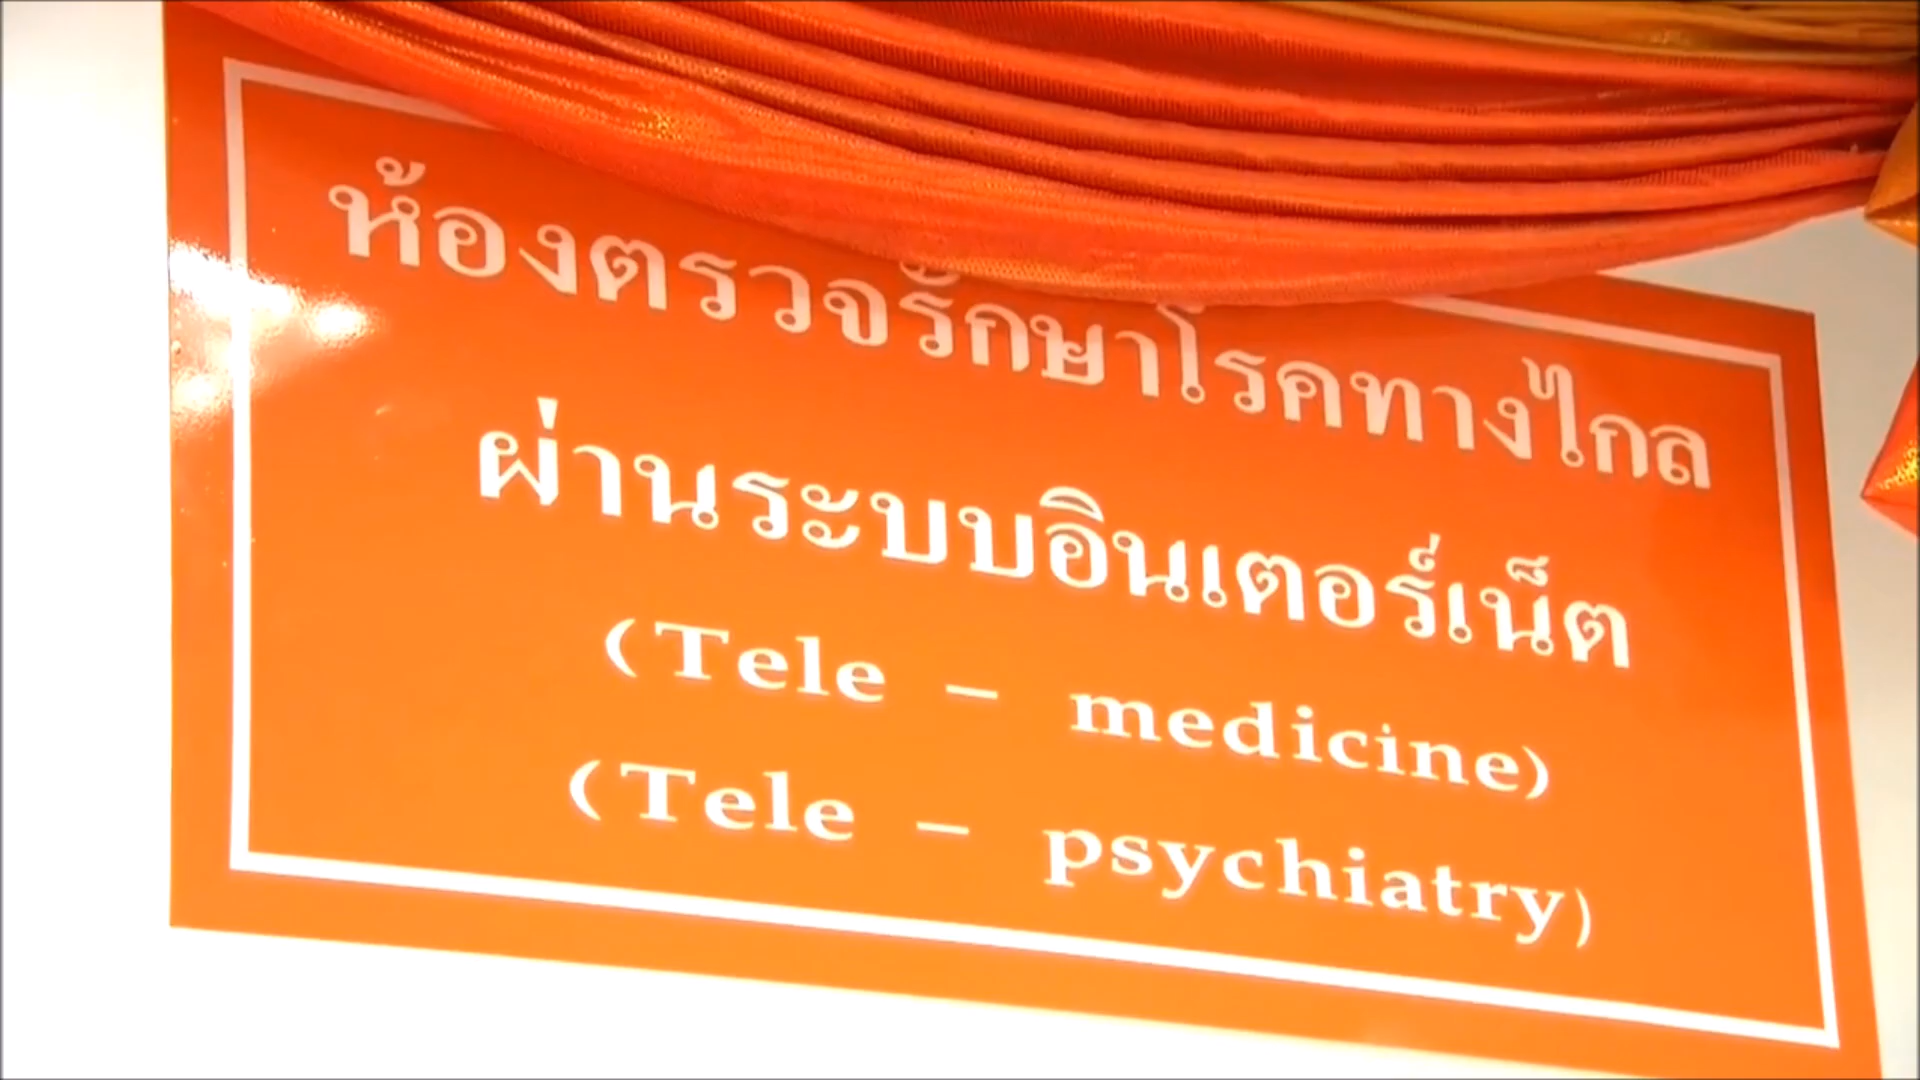 ห้องตรวจรักษาโรคทางไกล
ผ่านระบบอินเตอร์เน็ต
(Tele - medicine)
(Tele - psychiatry)